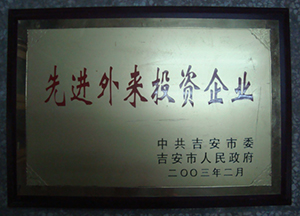 先进外来投资企业
中共吉安市委
吉安市人民政府
二〇〇三年二月